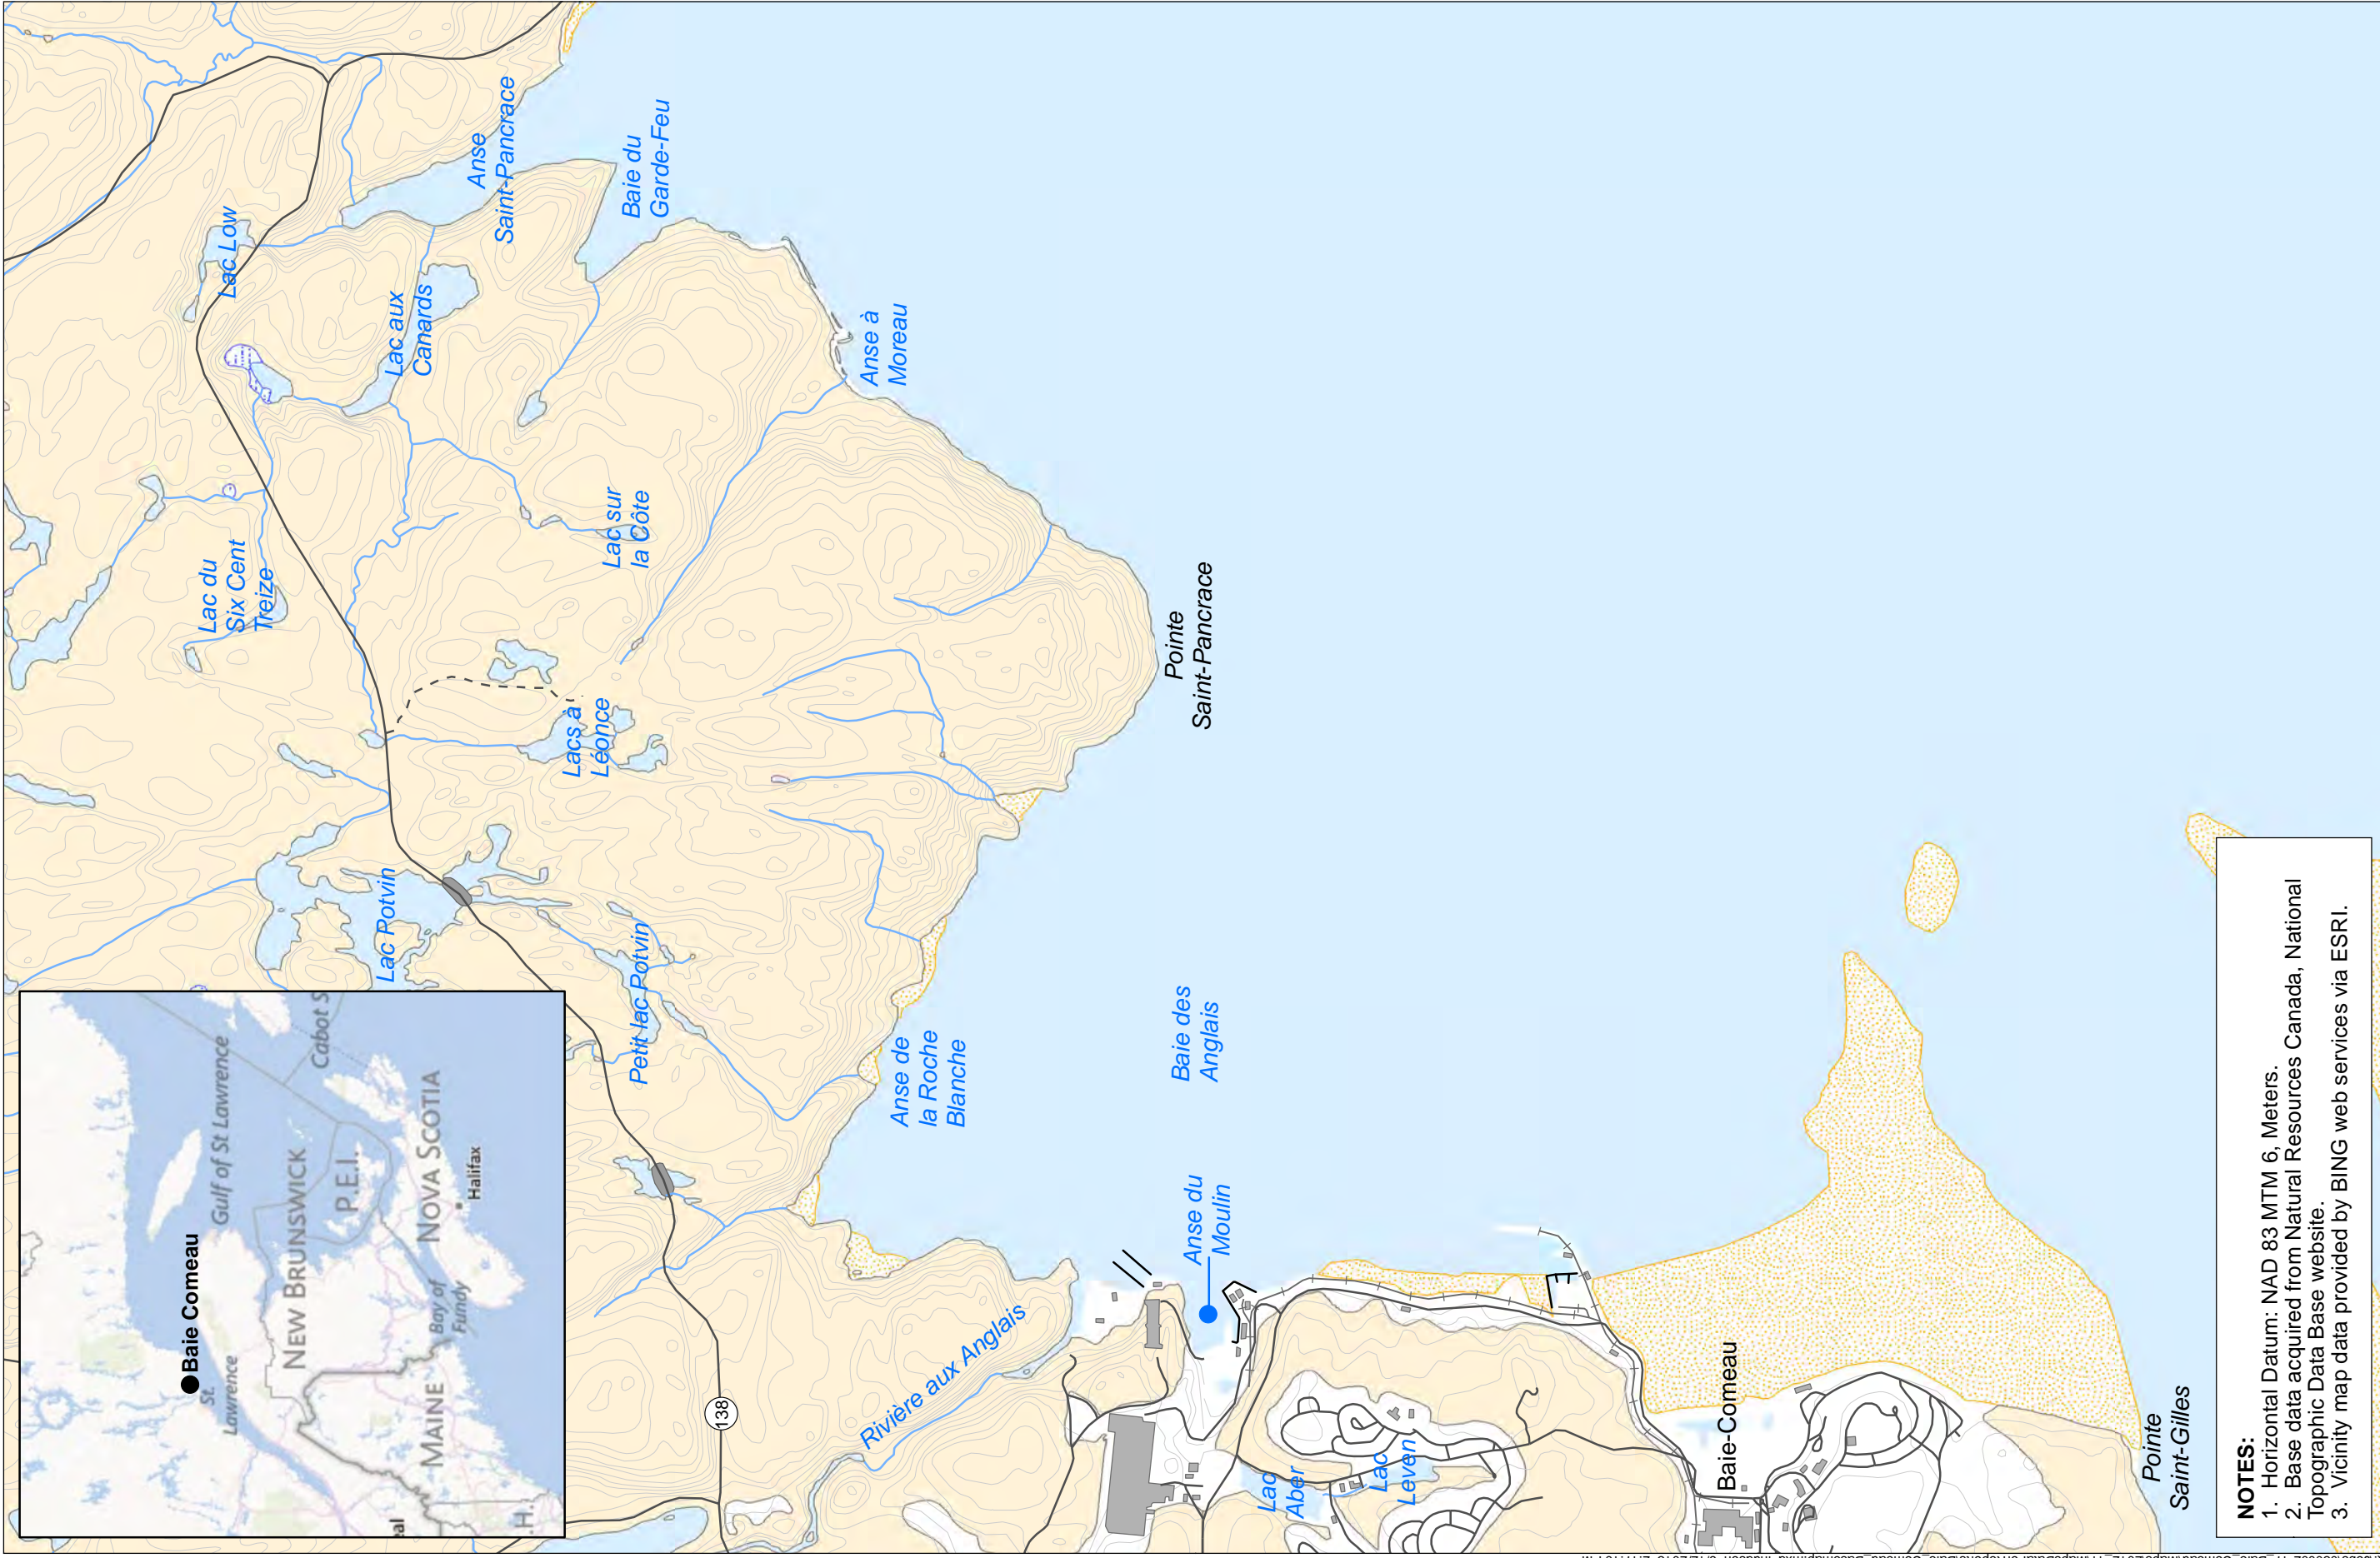 Lac Low
Anse
Saint-Pancrace
Baie du
Garde-Feu
Lac aux
Canards
Anse à
Moreau
Lac du
Six Cent
Treize
Lac sur
la Côte
Pointe
Saint-Pancrace
Lacs à
Léonce
Lac Potvin
Petit lac Potvin
Anse de
la Roche
Blanche
Baie des
Anglais
Anse du
Moulin
Rivière aux Anglais
138
Lac
Aber
Lac
Leven
Baie-Comeau
Pointe
Saint-Gilles
Baie Comeau
St.
Lawrence
Gulf of St Lawrence
Cabot S
NEW BRUNSWICK
P.E.I.
NOVA SCOTIA
Halifax
MAINE
Bay of
Fundy
eal
.H.
NOTES:
1. Horizontal Datum: NAD 83 MTM 6, Meters.
2. Base data acquired from Natural Resources Canada, National
Topographic Data Base website.
3. Vicinity map data provided by BING web services via ESRI.